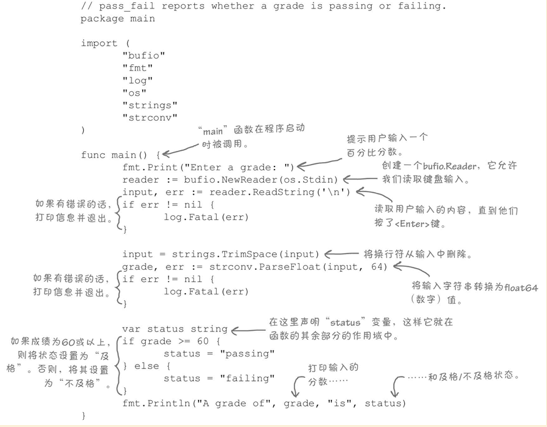 // pass_fail reports whether a grade is passing or failing.
package main
import (
"bufio"
"fmt"
"log"
"os"
"strings"
"strconv"
)
“main”函数在程序启动
时被调用。
提示用户输入一个
百分比分数。
func main() {
fmt.Print("Enter a grade: ")
创建一个bufio.Reader，它允许
我们读取键盘输入。
reader := bufio.NewReader(os.Stdin)
input, err := reader.ReadString('\n')
如果有错误的话，
打印信息并退出。
if err != nil {
log.Fatal(err)
}
读取用户输入的内容，直到他们
按了<Enter>键。
input = strings.TrimSpace(input)
将换行符从输入中删除。
grade, err := strconv.ParseFloat(input, 64)
如果有错误的话，
打印信息并退出。
if err != nil {
log.Fatal(err)
}
将输入字符串转换为float64
（数字）值。
var status string
在这里声明“status”变量，这样它就在
函数的其余部分的作用域中。
如果成绩为60或以上，
则将状态设置为“及
格”。否则，将其设置
为“不及格”。
if grade >= 60 {
status = "passing"
} else {
status = "failing"
}
打印输入的
分数……
……和及格/不及格状态。
fmt.Println("A grade of", grade, "is", status)
}